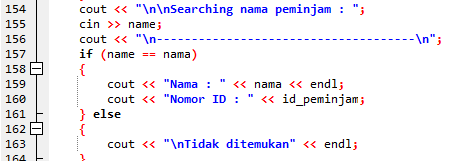 154 cout << "\n\nSearching nama peminjam : ";
155 cin >> name;
156 cout << "\n--------------------------------------\n";
157 if (name == nama)
158 {
159 cout << "Nama : " << nama << endl;
160 cout << "Nomor ID : " << id_peminjam;
161 } else
162 {
163 cout << "\nTidak ditemukan" << endl;
164 }